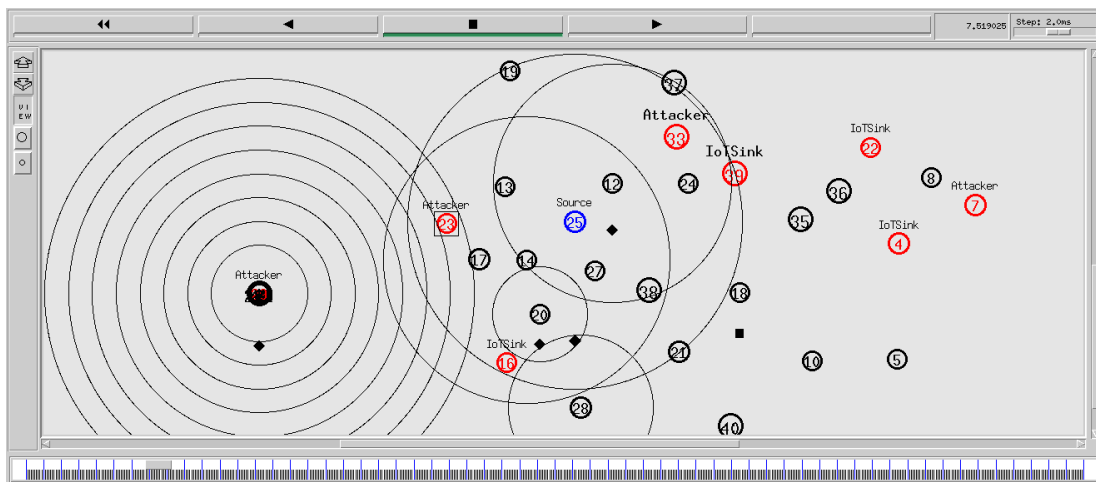 7.519025
Step: 2.0ms
VIEW
19
37
Attacker
33
IoTSink
39
IoTSink
22
8
Attacker
7
13
12
24
36
35
Attacker
23
Source
25
IoTSink
4
17
14
27
38
18
Attacker
20
IoTSink
16
21
10
5
28
40